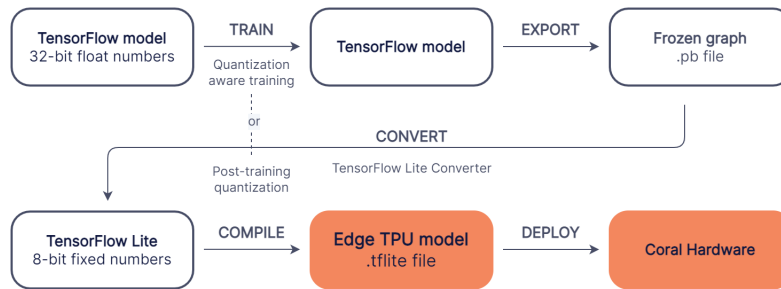 TensorFlow model
32-bit float numbers
TRAIN
Quantization
aware training
TensorFlow model
EXPORT
Frozen graph
.pb file
or
CONVERT
Post-training
quantization
TensorFlow Lite Converter
TensorFlow Lite
8-bit fixed numbers
COMPILE
Edge TPU model
.tflite file
DEPLOY
Coral Hardware